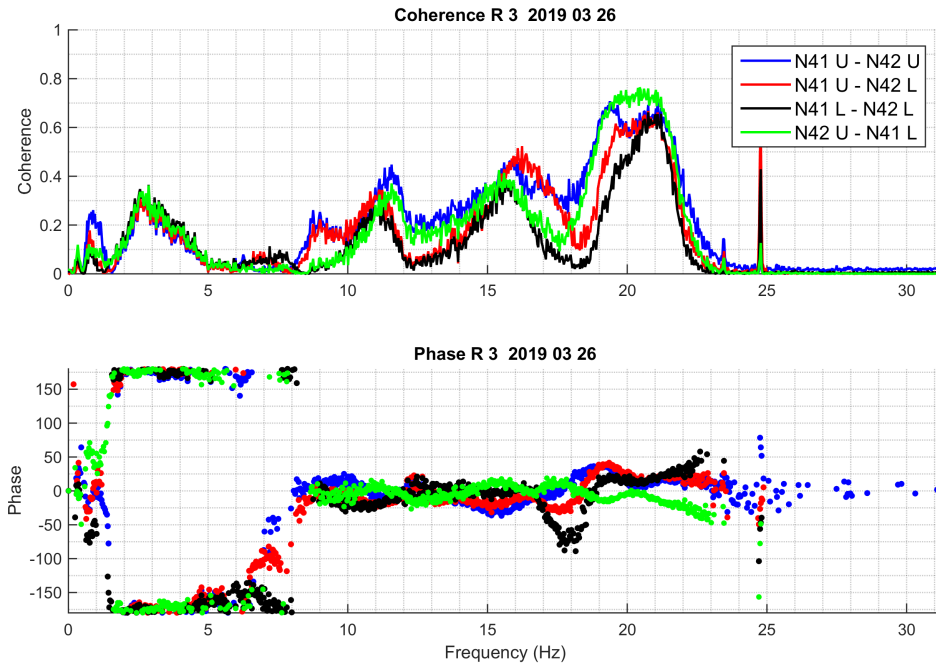 Coherence R 3 2019 03 26
1
0.8
0.6
0.4
0.2
0
Coherence
N41 U - N42 U
N41 U - N42 L
N41 L - N42 L
N42 U - N41 L
0 5 10 15 20 25 30
Phase R 3 2019 03 26
150
100
50
0
-50
-100
-150
Phase
0 5 10 15 20 25 30
Frequency (Hz)